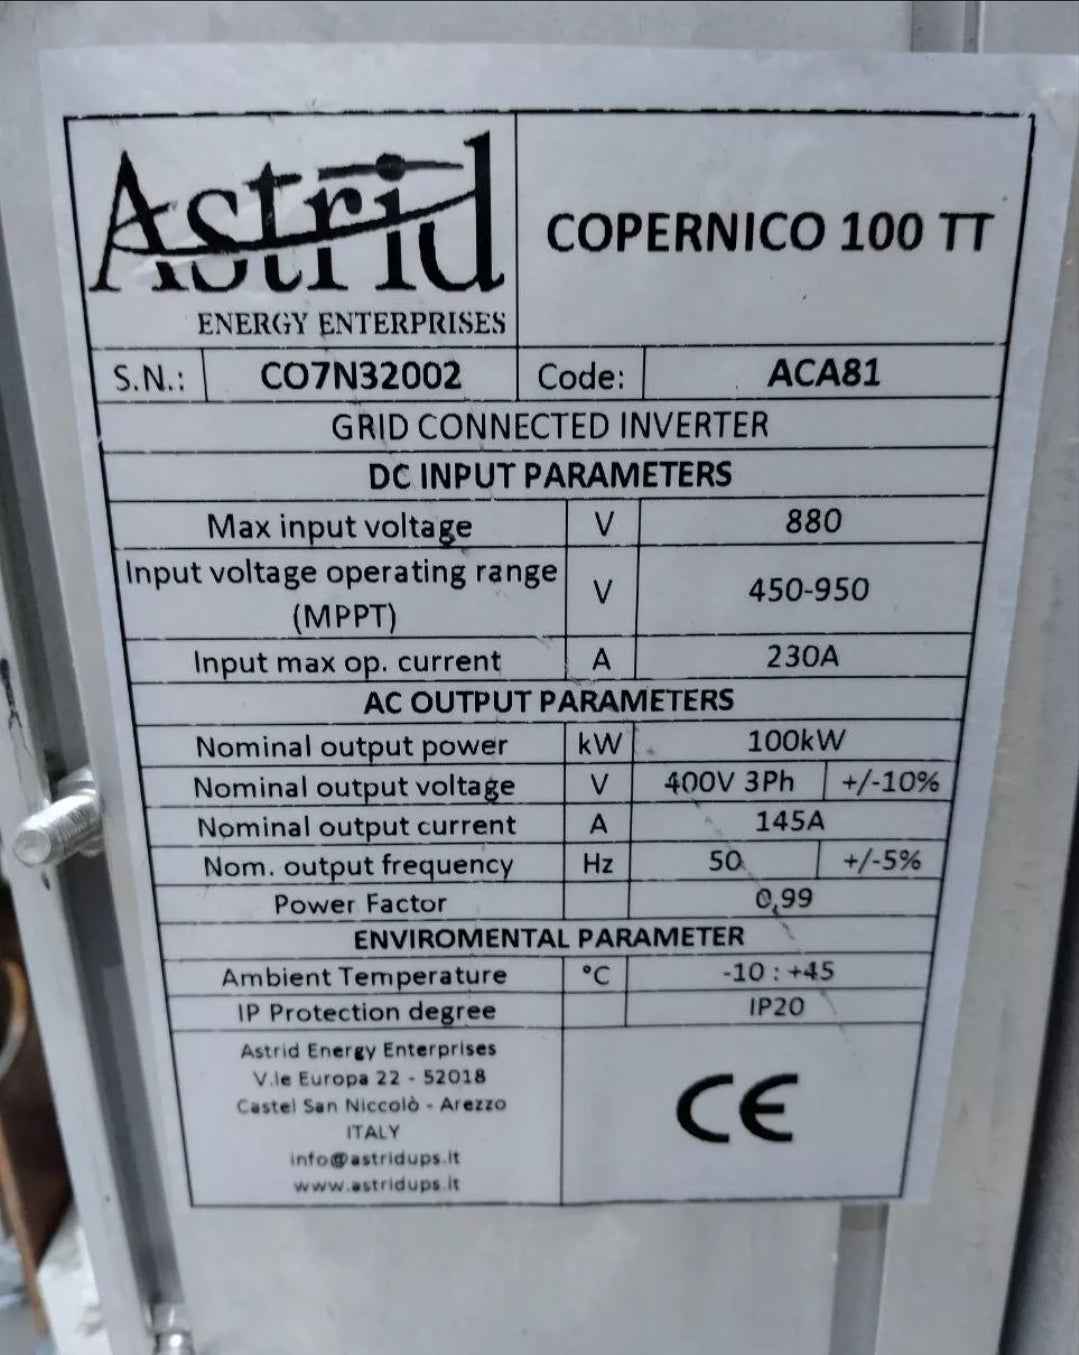 Astrid
ENERGY ENTERPRISES
COPERNICO 100 TT
S.N.: CO7N32002 Code: ACA81
GRID CONNECTED INVERTER
DC INPUT PARAMETERS
Max input voltage V 880
Input voltage operating range
(MPPT) V 450-950
Input max op. current A 230A
AC OUTPUT PARAMETERS
Nominal output power kW 100kW
Nominal output voltage V 400V 3Ph +/-10%
Nominal output current A 145A
Nom. output frequency Hz 50 +/-5%
Power Factor 0,99
ENVIROMENTAL PARAMETER
Ambient Temperature °C -10 : +45
IP Protection degree IP20
Astrid Energy Enterprises
V.le Europa 22 - 52018
Castel San Niccolò - Arezzo
ITALY
info@astridups.it
www.astridups.it
CE